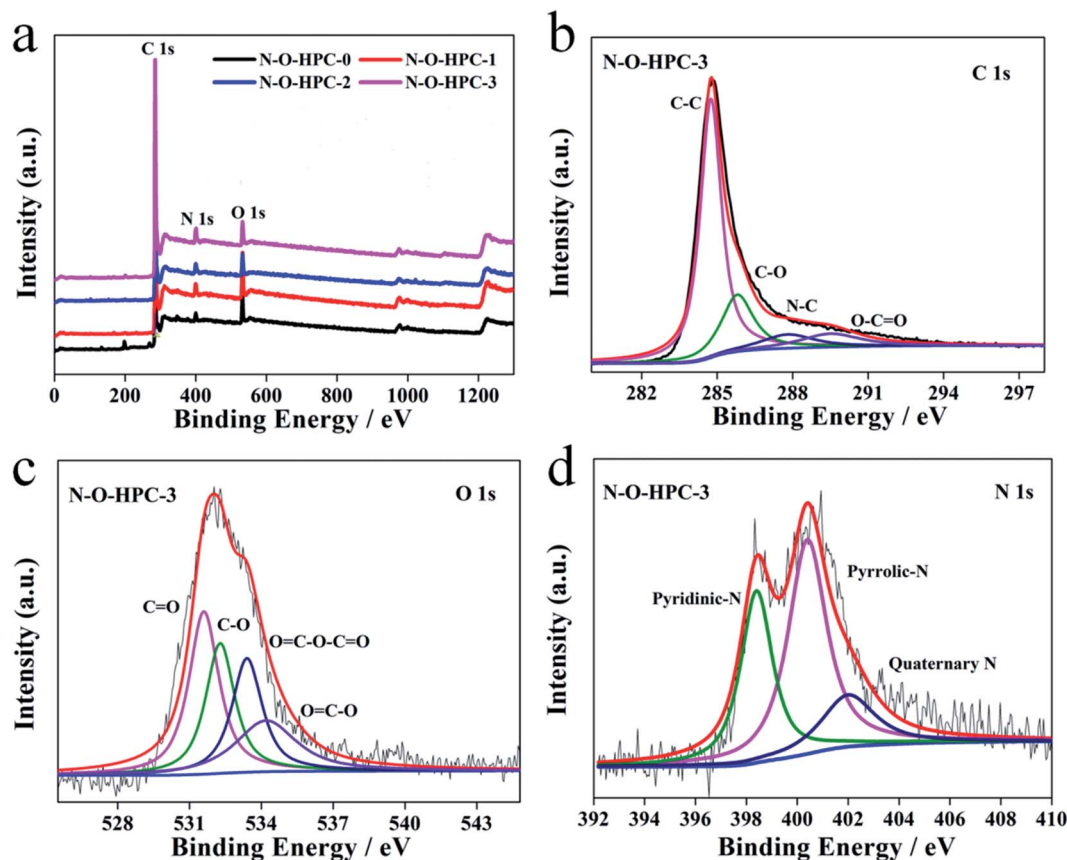 a
C 1s
N-O-HPC-0 N-O-HPC-1
N-O-HPC-2 N-O-HPC-3
N 1s O 1s
Intensity (a.u.)
0 200 400 600 800 1000 1200
Binding Energy / eV
b
N-O-HPC-3 C 1s
C-C
C-O
N-C
O-C=O
Intensity (a.u.)
282 285 288 291 294 297
Binding Energy / eV
c
N-O-HPC-3 O 1s
C=O
C-O
O=C-O-C=O
O=C-O
Intensity (a.u.)
528 531 534 537 540 543
Binding Energy / eV
d
N-O-HPC-3 N 1s
Pyrrolic-N
Pyridinic-N
Quaternary N
Intensity (a.u.)
392 394 396 398 400 402 404 406 408 410
Binding Energy / eV